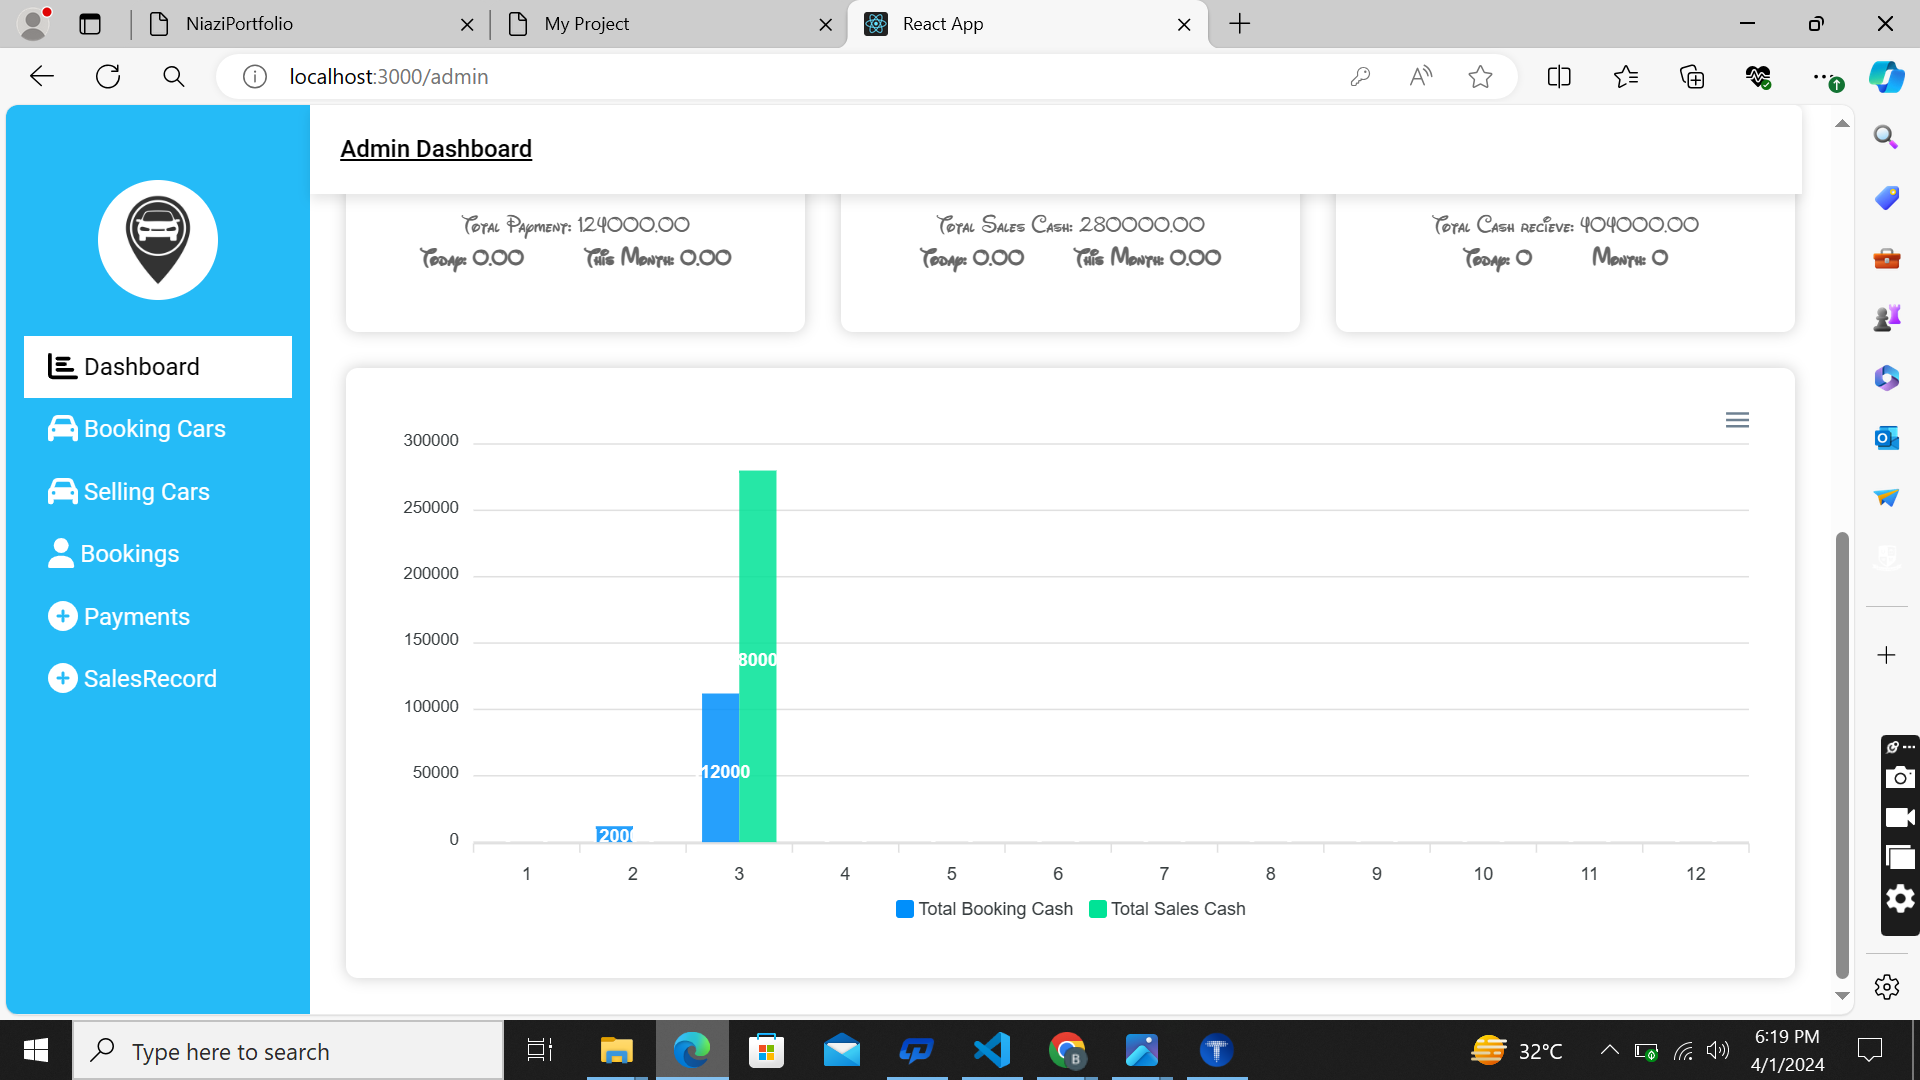 NiaziPortfolio
My Project
React App
localhost:3000/admin
Admin Dashboard
Total Payment: 124000.00
Today: 0.00 This Month: 0.00
Total Sales Cash: 280000.00
Today: 0.00 This Month: 0.00
Total Cash recieve: 404000.00
Today: 0 Month: 0
Dashboard
Booking Cars
Selling Cars
Bookings
Payments
SalesRecord
300000
250000
200000
150000
100000
50000
0
8000
12000
200
1 2 3 4 5 6 7 8 9 10 11 12
Total Booking Cash Total Sales Cash
Type here to search
32°C
6:19 PM
4/1/2024